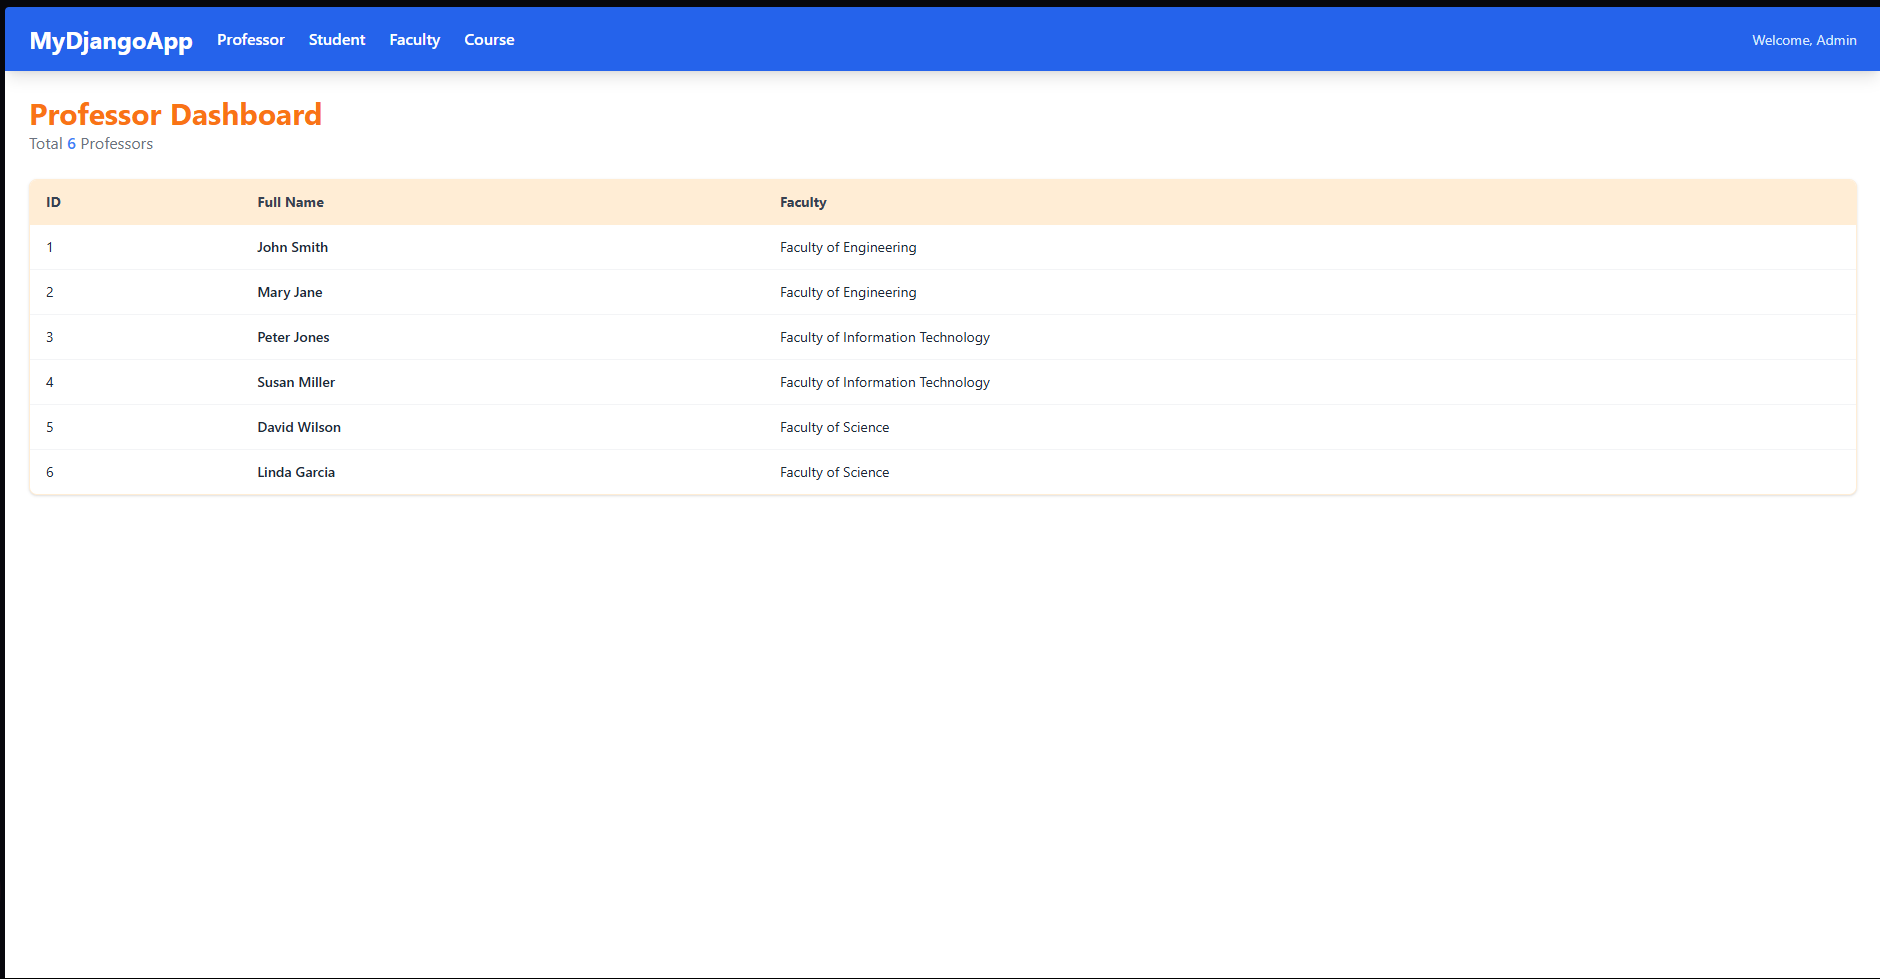 MyDjangoApp Professor Student Faculty Course Welcome, Admin
Professor Dashboard
Total 6 Professors
ID Full Name Faculty
1 John Smith Faculty of Engineering
2 Mary Jane Faculty of Engineering
3 Peter Jones Faculty of Information Technology
4 Susan Miller Faculty of Information Technology
5 David Wilson Faculty of Science
6 Linda Garcia Faculty of Science